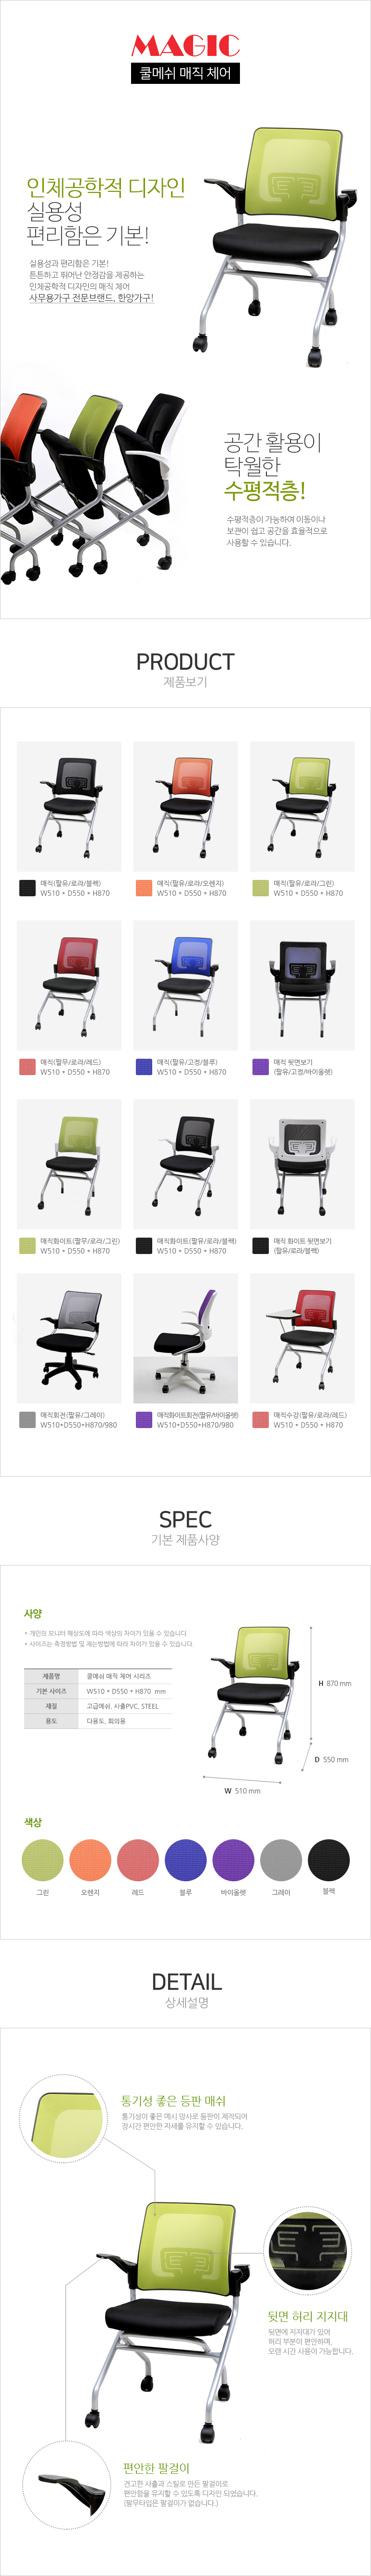 MAGIC
쿨메쉬 매직 체어
인체공학적 디자인
실용성
편리함은 기본!
실용성과 편리함은 기본!
튼튼하고 뛰어난 안정감을 제공하는
인체공학적 디자인의 매직 체어
사무용가구 전문브랜드, 한양가구!
공간 활용이
탁월한
수평적층!
수평적층이 가능하여 이동이나
보관이 쉽고 공간을 효율적으로
사용할 수 있습니다.
PRODUCT
제품보기
매직(팔유/로라/블랙)
W510 * D550 * H870
매직(팔유/로라/오렌지)
W510 * D550 * H870
매직(팔유/로라/그린)
W510 * D550 * H870
매직(팔무/로라/레드)
W510 * D550 * H870
매직(팔유/고정/블루)
W510 * D550 * H870
매직 뒷면보기
(팔유/고정/바이올렛)
매직화이트(팔무/로라/그린)
W510 * D550 * H870
매직화이트(팔유/로라/블랙)
W510 * D550 * H870
매직 화이트 뒷면보기
(팔유/로라/블랙)
매직회전(팔유/그레이)
W510*D550*H870/980
매직화이트회전(팔유/바이올렛)
W510*D550*H870/980
매직수강(팔유/로라/레드)
W510 * D550 * H870
SPEC
기본 제품사양
사양
* 개인의 모니터 해상도에 따라 색상의 차이가 있을 수 있습니다.
* 사이즈는 측정방법 및 재는방법에 따라 차이가 있을 수 있습니다.
제품명 쿨메쉬 매직 체어 시리즈
기본 사이즈 W510 * D550 * H870 mm
재질 고급메쉬, 사출PVC, STEEL
용도 다용도, 회의용
H 870 mm
D 550 mm
W 510 mm
색상
그린 오렌지 레드 블루 바이올렛 그레이 블랙
DETAIL
상세설명
통기성 좋은 등판 매쉬
통기성이 좋은 메쉬 망사로 등판이 제작되어
장시간 편안한 자세를 유지할 수 있습니다.
뒷면 허리 지지대
뒷면에 지지대가 있어
허리 부분이 편안하며,
오랜 시간 사용이 가능합니다.
편안한 팔걸이
견고한 사출과 스틸로 만든 팔걸이로
편안함을 유지할 수 있도록 디자인 되었습니다.
(팔무타입은 팔걸이가 없습니다.)